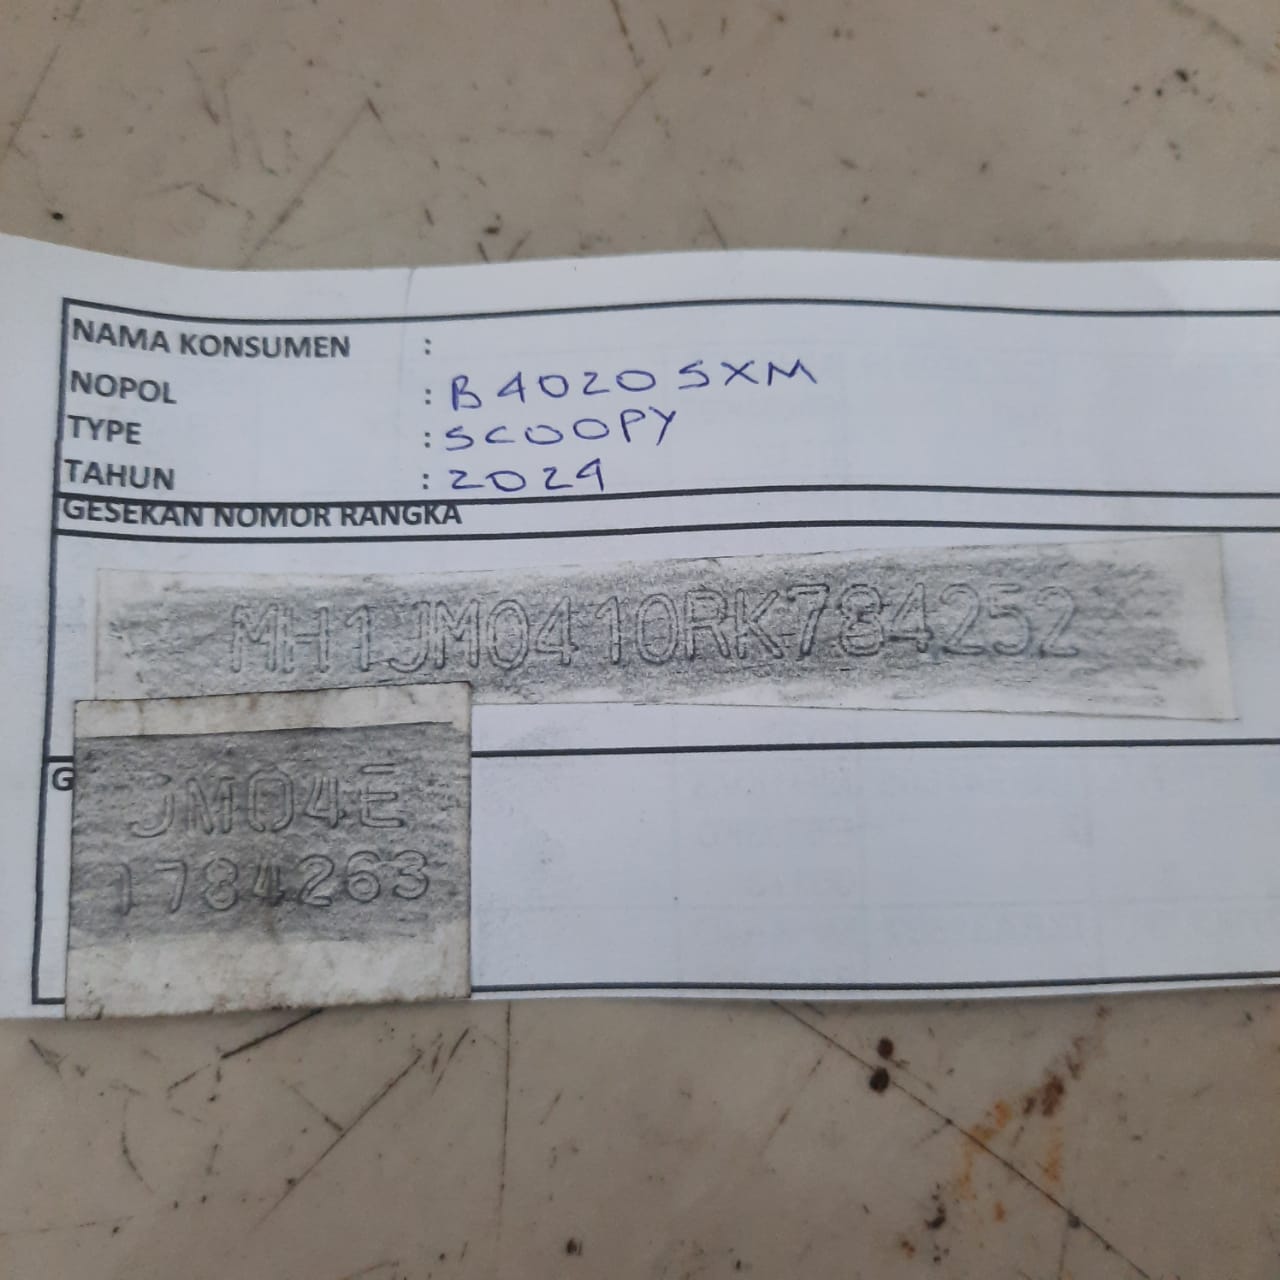 NAMA KONSUMEN :
NOPOL : B 4020 SXM
TYPE : SCOOPY
TAHUN : 2024
GESEKAN NOMOR RANGKA
MH1JM0410RK784252
G
JM04E
1784263